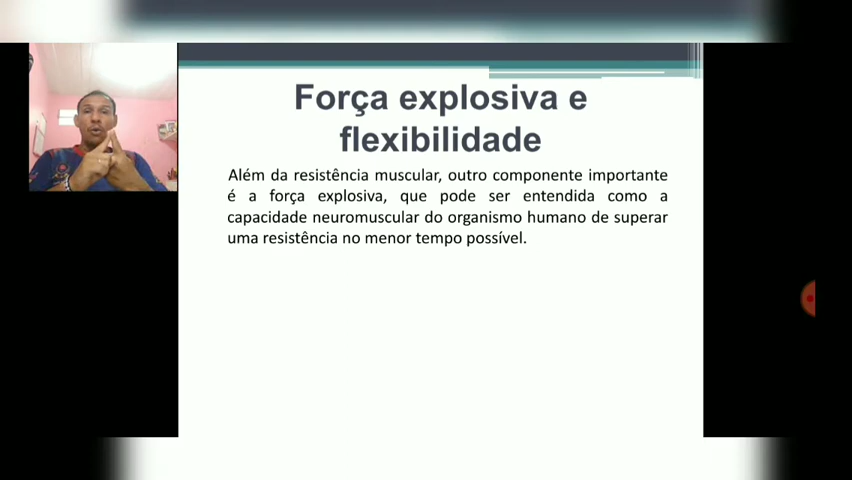 Força explosiva e
flexibilidade
Além da resistência muscular, outro componente importante
é a força explosiva, que pode ser entendida como a
capacidade neuromuscular do organismo humano de superar
uma resistência no menor tempo possível.